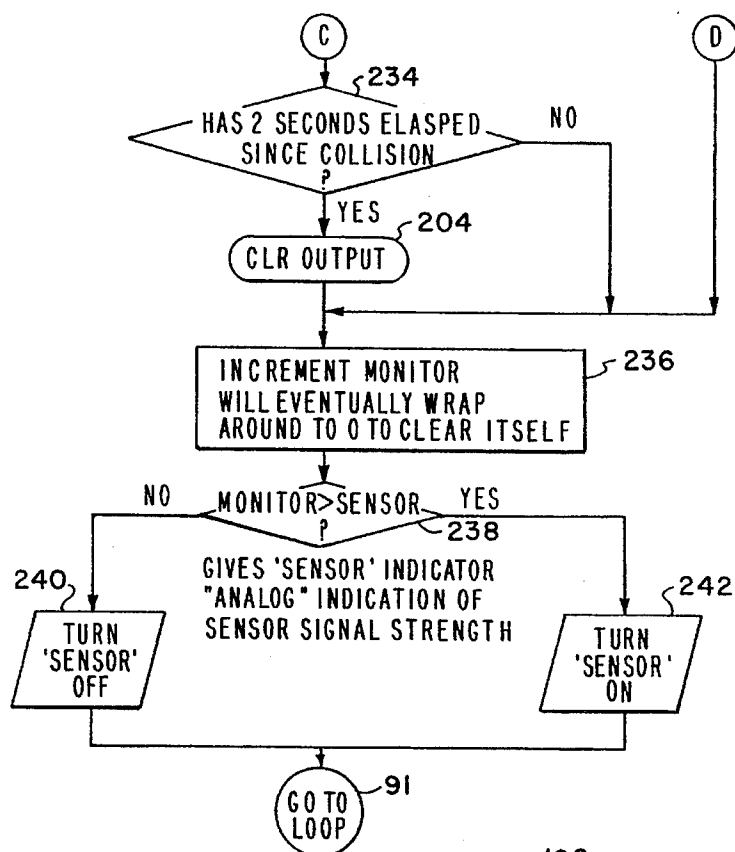 C
D
234
HAS 2 SECONDS ELASPED
SINCE COLLISION
?
NO
YES
204
CLR OUTPUT
INCREMENT MONITOR
WILL EVENTUALLY WRAP
AROUND TO 0 TO CLEAR ITSELF
236
NO
MONITOR>SENSOR
?
YES
238
GIVES 'SENSOR' INDICATOR
"ANALOG" INDICATION OF
SENSOR SIGNAL STRENGTH
240
TURN
'SENSOR'
OFF
242
TURN
'SENSOR'
ON
GO TO
LOOP
91